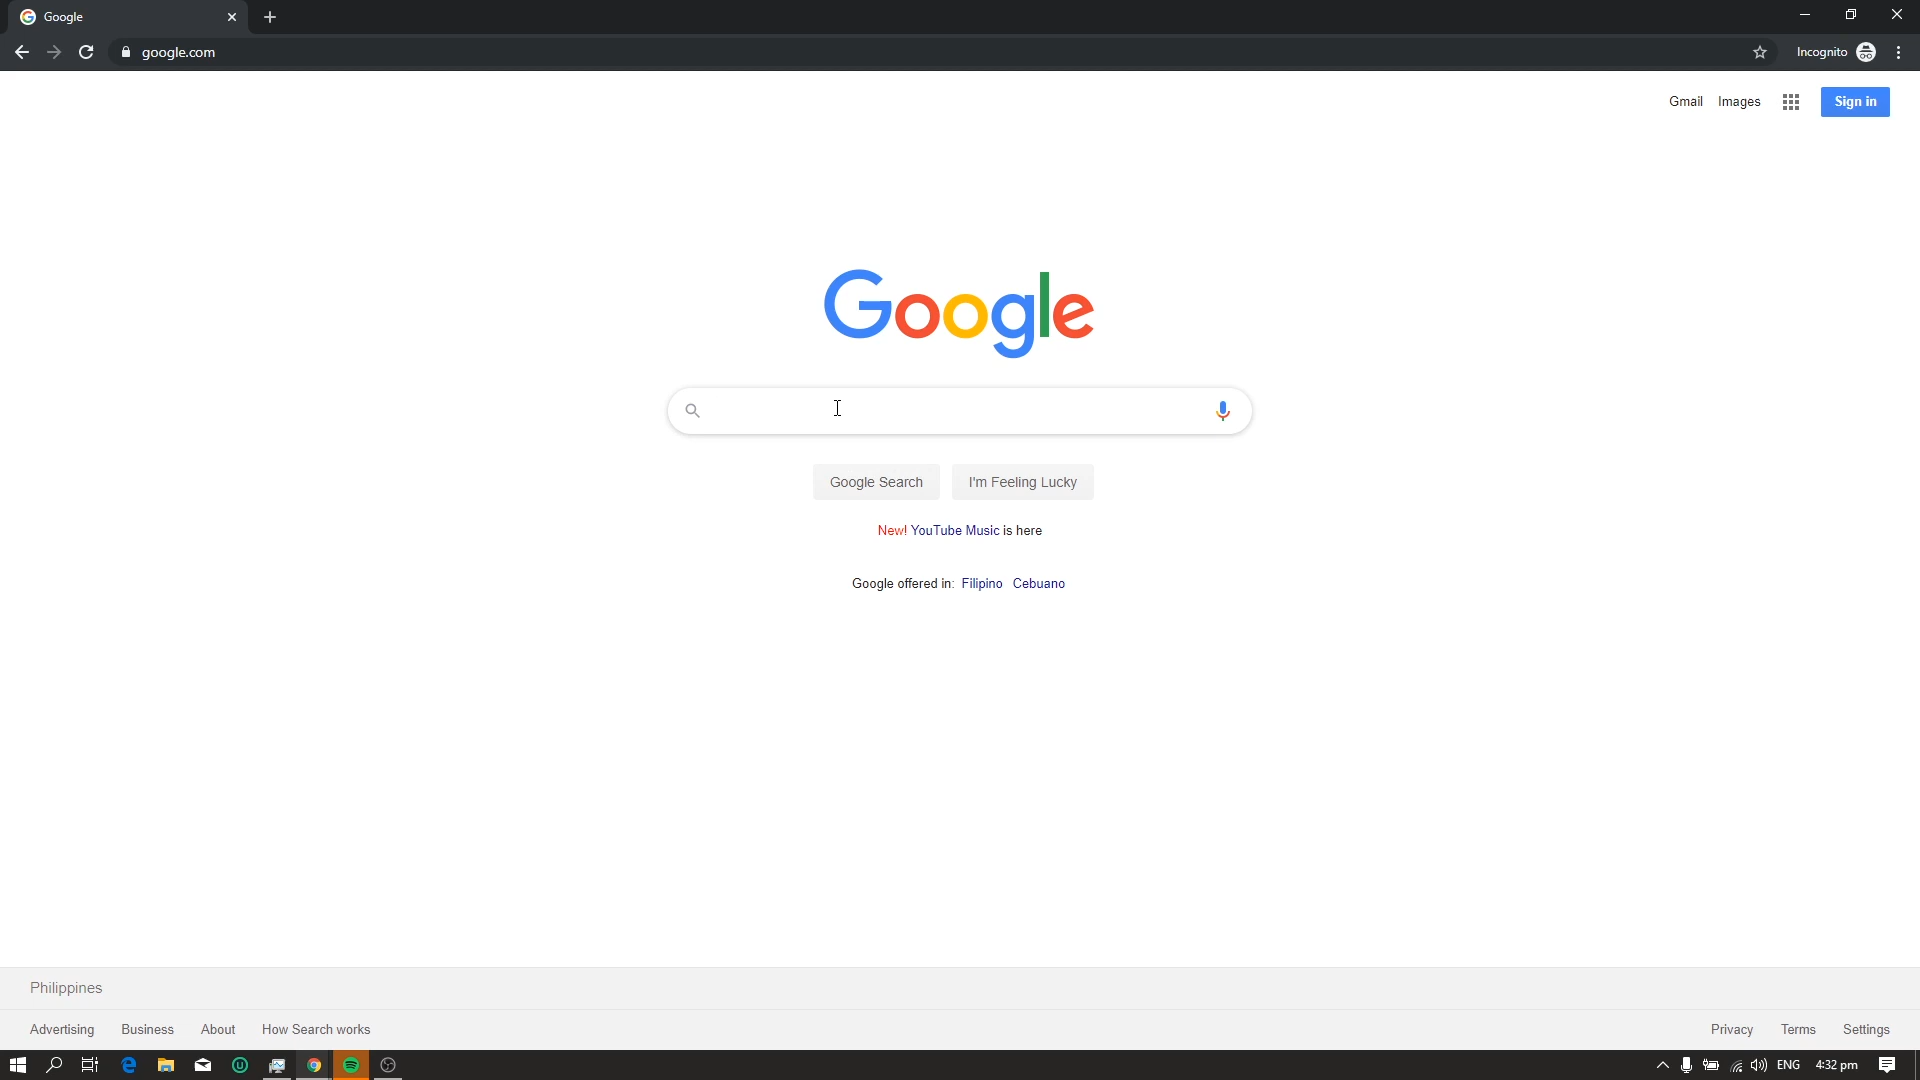 Google
google.com
Incognito
Gmail Images Sign in
Google
Google Search I'm Feeling Lucky
New! YouTube Music is here
Google offered in: Filipino Cebuano
Philippines
Advertising Business About How Search works Privacy Terms Settings
ENG 4:32 pm